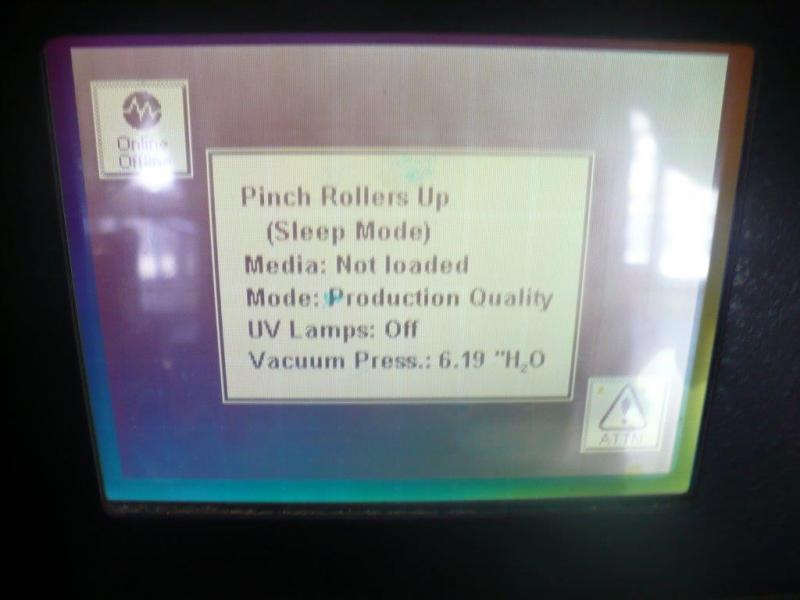 Online
Offline
Pinch Rollers Up
(Sleep Mode)
Media: Not loaded
Mode: Production Quality
UV Lamps: Off
Vacuum Press.: 6.19 "H₂O
ATTN